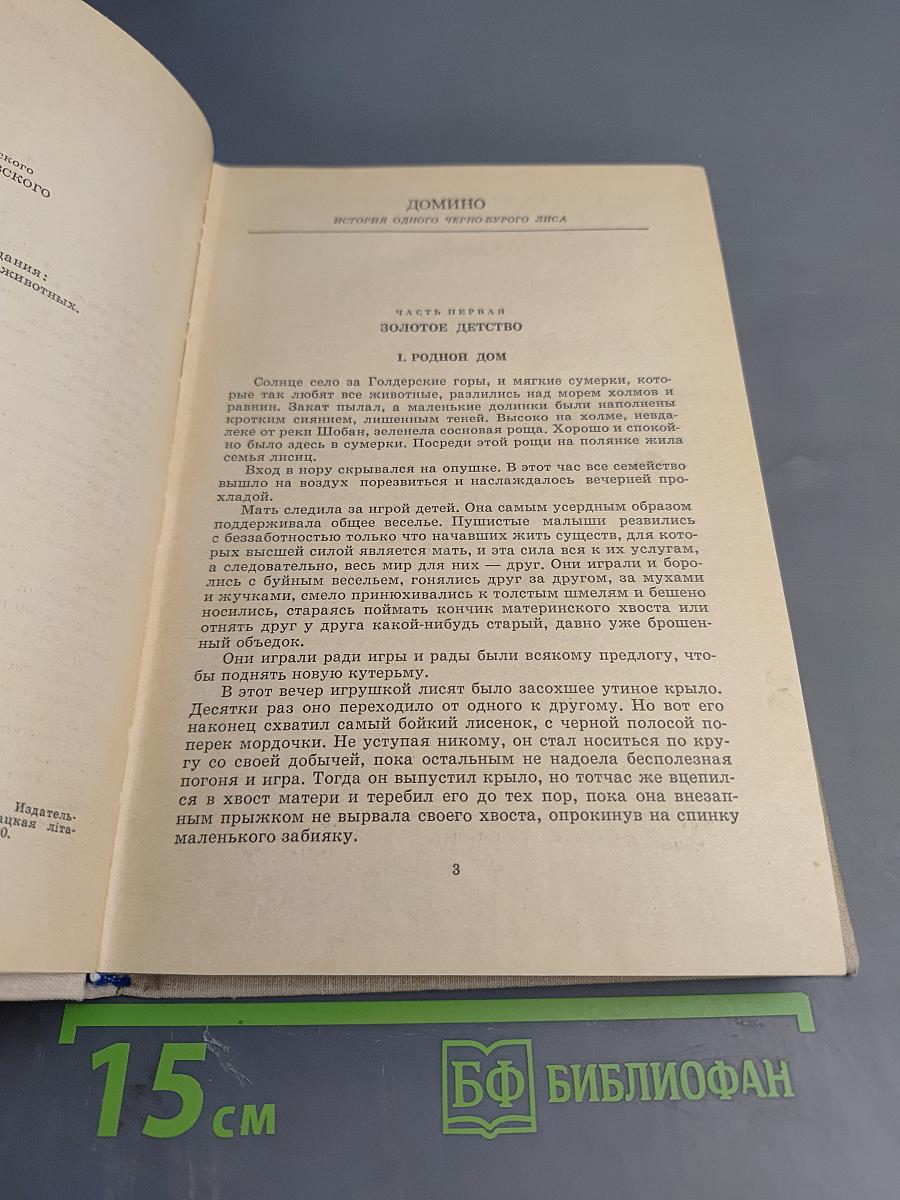 ского
вского
дания:
животных.
Издатель-
цкая літа-
0.
ДОМИНО
ИСТОРИЯ ОДНОГО ЧЕРНО-БУРОГО ЛИСА
ЧАСТЬ ПЕРВАЯ
ЗОЛОТОЕ ДЕТСТВО
I. РОДНОЙ ДОМ
Солнце село за Голдерские горы, и мягкие сумерки, кото-
рые так любят все животные, разлились над морем холмов и
равнин. Закат пылал, а маленькие долинки были наполнены
кротким сиянием, лишенным теней. Высоко на холме, невда-
леке от реки Шобан, зеленела сосновая роща. Хорошо и спокой-
но было здесь в сумерки. Посреди этой рощи на полянке жила
семья лисиц.
Вход в нору скрывался на опушке. В этот час все семейство
вышло на воздух порезвиться и наслаждалось вечерней про-
хладой.
Мать следила за игрой детей. Она самым усердным образом
поддерживала общее веселье. Пушистые малыши резвились
с беззаботностью только что начавших жить существ, для кото-
рых высшей силой является мать, и эта сила вся к их услугам,
а следовательно, весь мир для них — друг. Они играли и боро-
лись с буйным весельем, гонялись друг за другом, за мухами
и жучками, смело принюхивались к толстым шмелям и бешено
носились, стараясь поймать кончик материнского хвоста или
отнять друг у друга какой-нибудь старый, давно уже брошен-
ный объедок.
Они играли ради игры и рады были всякому предлогу, что-
бы поднять новую кутерьму.
В этот вечер игрушкой лисят было засохшее утиное крыло.
Десятки раз оно переходило от одного к другому. Но вот его
наконец схватил самый бойкий лисенок, с черной полосой по-
перек мордочки. Не уступая никому, он стал носиться по кру-
гу со своей добычей, пока остальным не надоела бесполезная
погоня и игра. Тогда он выпустил крыло, но тотчас же вцепил-
ся в хвост матери и теребил его до тех пор, пока она внезап-
ным прыжком не вырвала своего хвоста, опрокинув на спинку
маленького забияку.
3
15 см
БФ БИБЛИОФАН